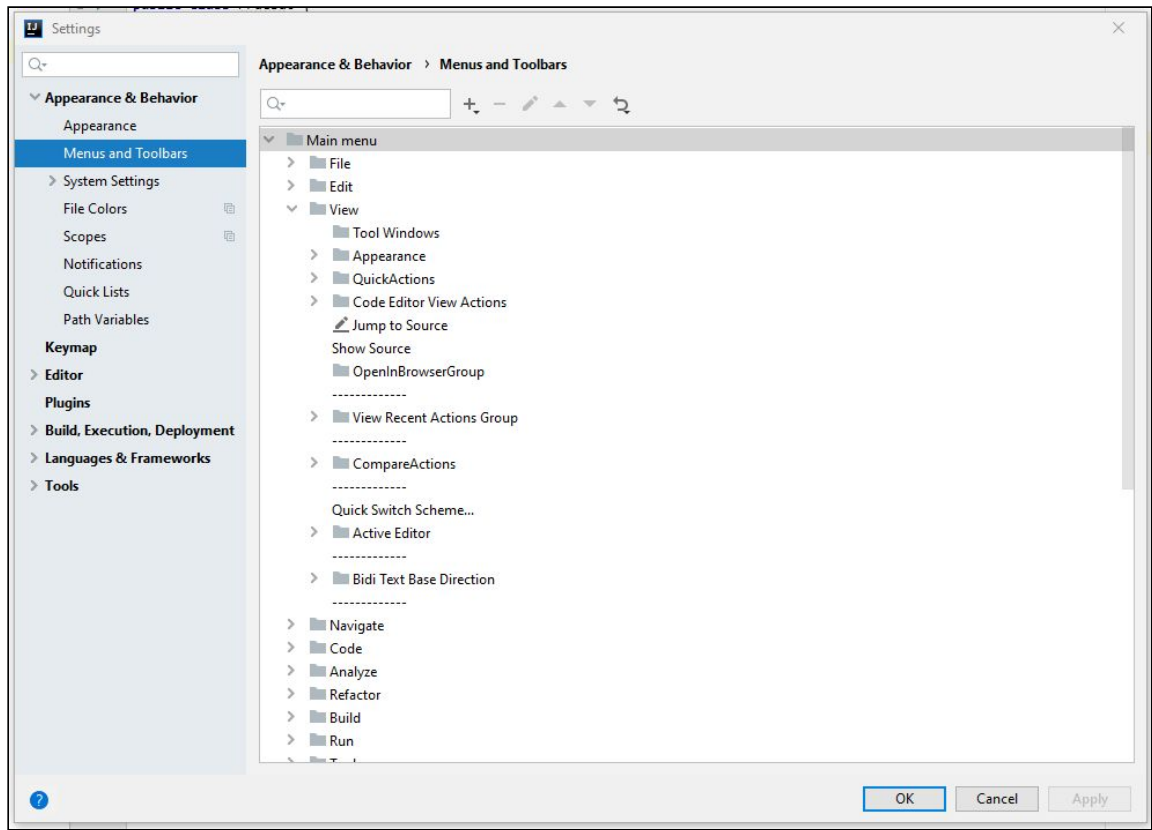 Settings
Appearance & Behavior › Menus and Toolbars
Appearance & Behavior
Appearance
Menus and Toolbars
System Settings
File Colors
Scopes
Notifications
Quick Lists
Path Variables
Keymap
Editor
Plugins
Build, Execution, Deployment
Languages & Frameworks
Tools
Main menu
File
Edit
View
Tool Windows
Appearance
QuickActions
Code Editor View Actions
Jump to Source
Show Source
OpenInBrowserGroup
-------------
View Recent Actions Group
-------------
CompareActions
-------------
Quick Switch Scheme...
Active Editor
-------------
Bidi Text Base Direction
-------------
Navigate
Code
Analyze
Refactor
Build
Run
OK Cancel Apply